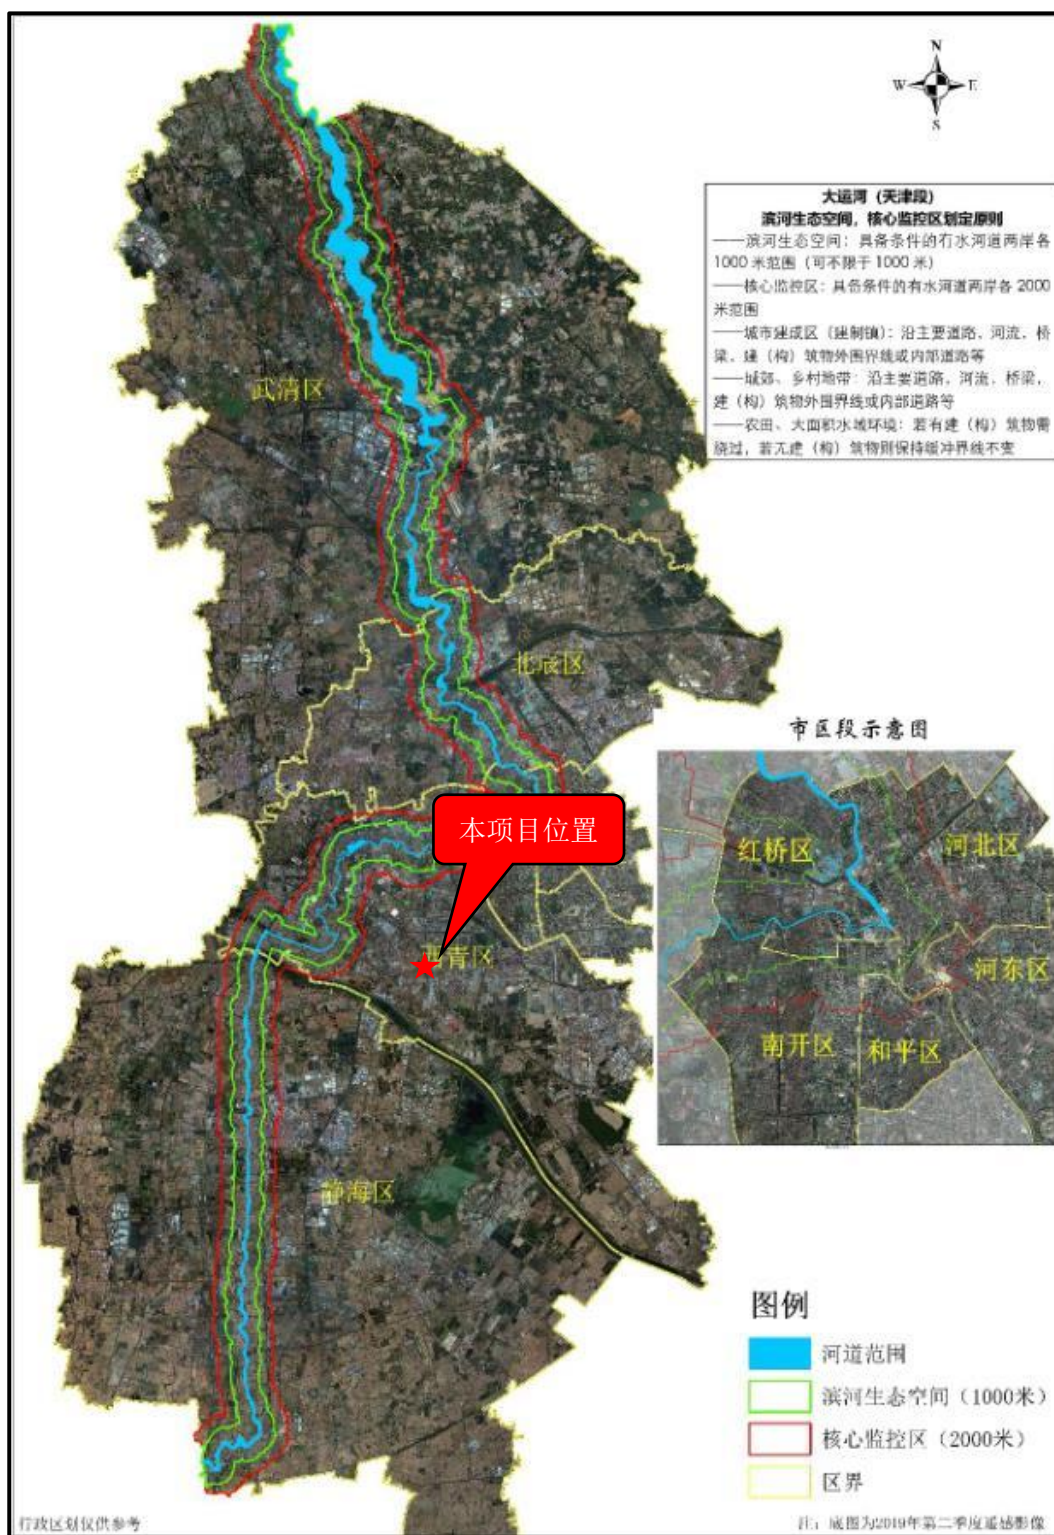 N
W
E
S
大运河（天津段）
滨河生态空间，核心监控区划定原则
——滨河生态空间：具备条件的有水河道两岸各
1000 米范围（可不限于 1000 米）
——核心监控区：具备条件的有水河道两岸各 2000
米范围
——城市建成区（建制镇）：沿主要道路、河流、桥
梁、建（构）筑物外围界线或内部道路等
——城郊、乡村地带：沿主要道路，河流，桥梁，
建（构）筑物外围界线或内部道路等
——农田、大面积水域环境：若有建（构）筑物需
绕过，若无建（构）筑物则保持缓冲界线不变
武清区
北辰区
市区段示意图
本项目位置
红桥区
河北区
青区
河东区
南开区
和平区
静海区
图例
河道范围
滨河生态空间（1000米）
核心监控区（2000米）
区界
行政区划仅供参考
注：底图为2019年第二季度遥感影像